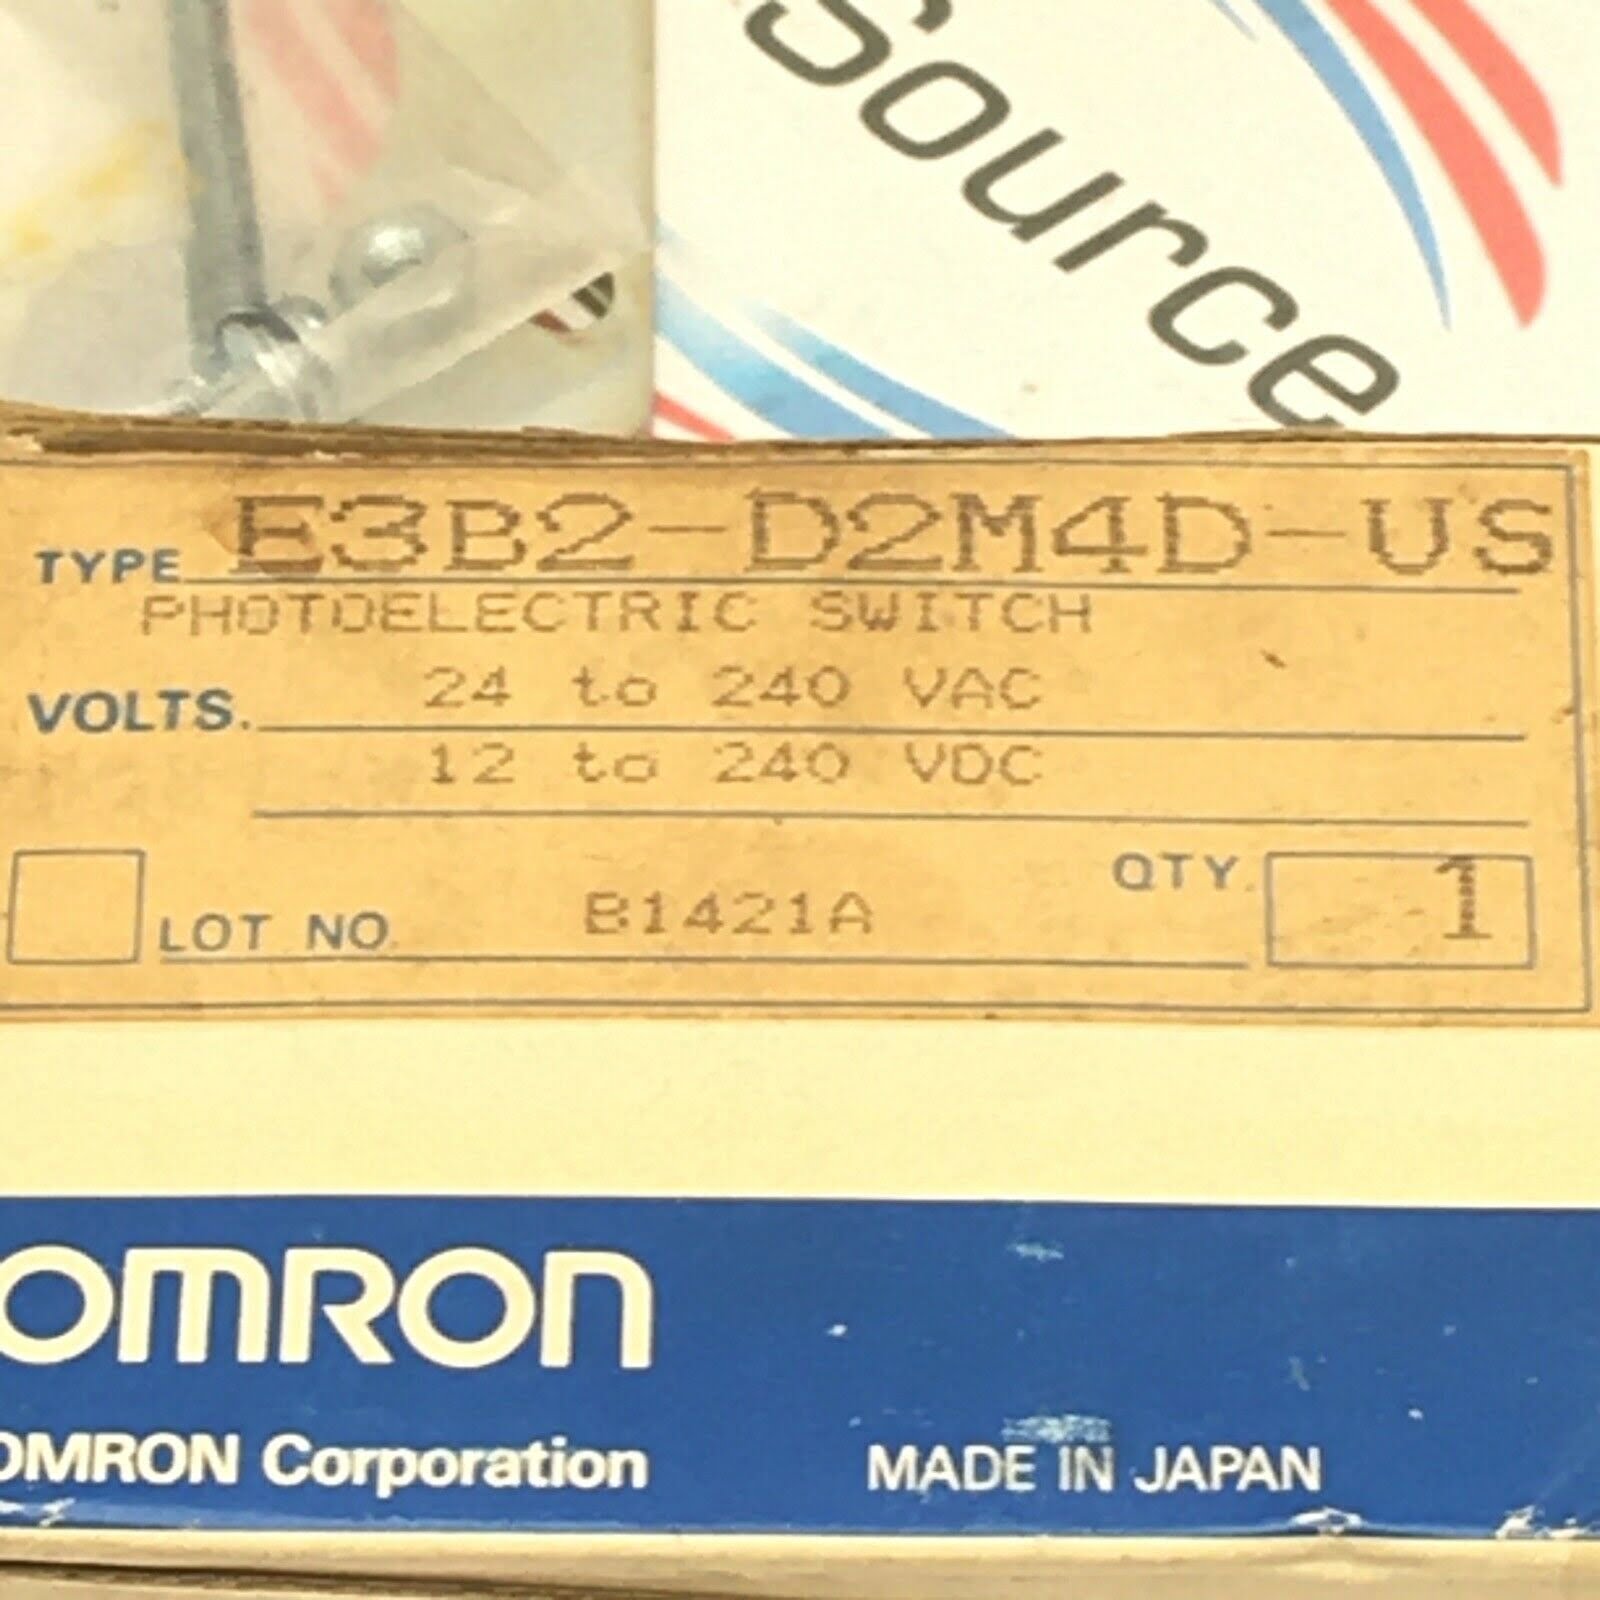 Source
TYPE E3B2-D2M4D-US
PHOTOELECTRIC SWITCH
VOLTS. 24 to 240 VAC
12 to 240 VDC
QTY. 1
LOT NO. B1421A
OMRON
OMRON Corporation
MADE IN JAPAN